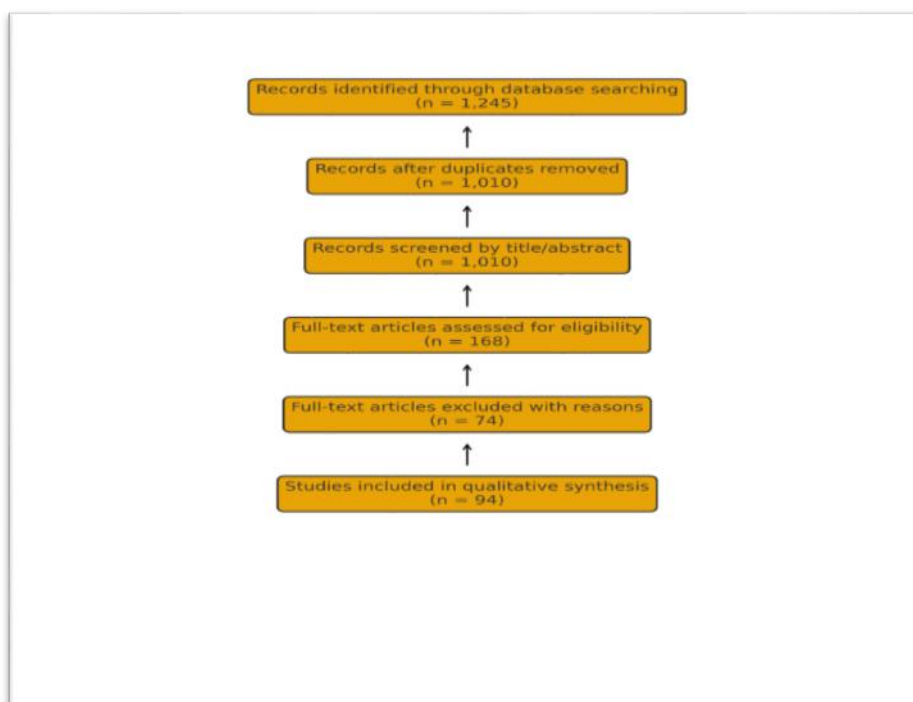 Records identified through database searching
(n = 1,245)
Records after duplicates removed
(n = 1,010)
Records screened by title/abstract
(n = 1,010)
Full-text articles assessed for eligibility
(n = 168)
Full-text articles excluded with reasons
(n = 74)
Studies included in qualitative synthesis
(n = 94)